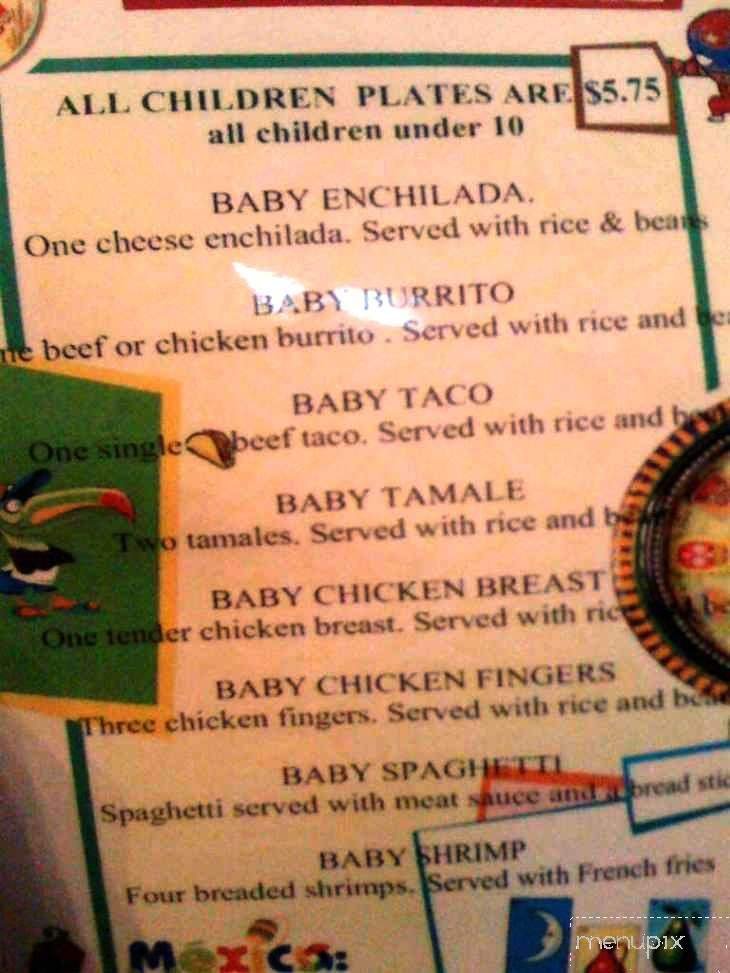 ALL CHILDREN PLATES ARE $5.75
all children under 10
BABY ENCHILADA.
One cheese enchilada. Served with rice & beans
BABY BURRITO
beef or chicken burrito . Served with rice and
BABY TACO
One single beef taco. Served with rice and
BABY TAMALE
Two tamales. Served with rice and
BABY CHICKEN BREAST
One tender chicken breast. Served with
BABY CHICKEN FINGERS
Three chicken fingers. Served with rice and
BABY SPAGHETTI
Spaghetti served with meat sauce and a bread
BABY SHRIMP
Four breaded shrimps. Served with French fries
México:
menupix